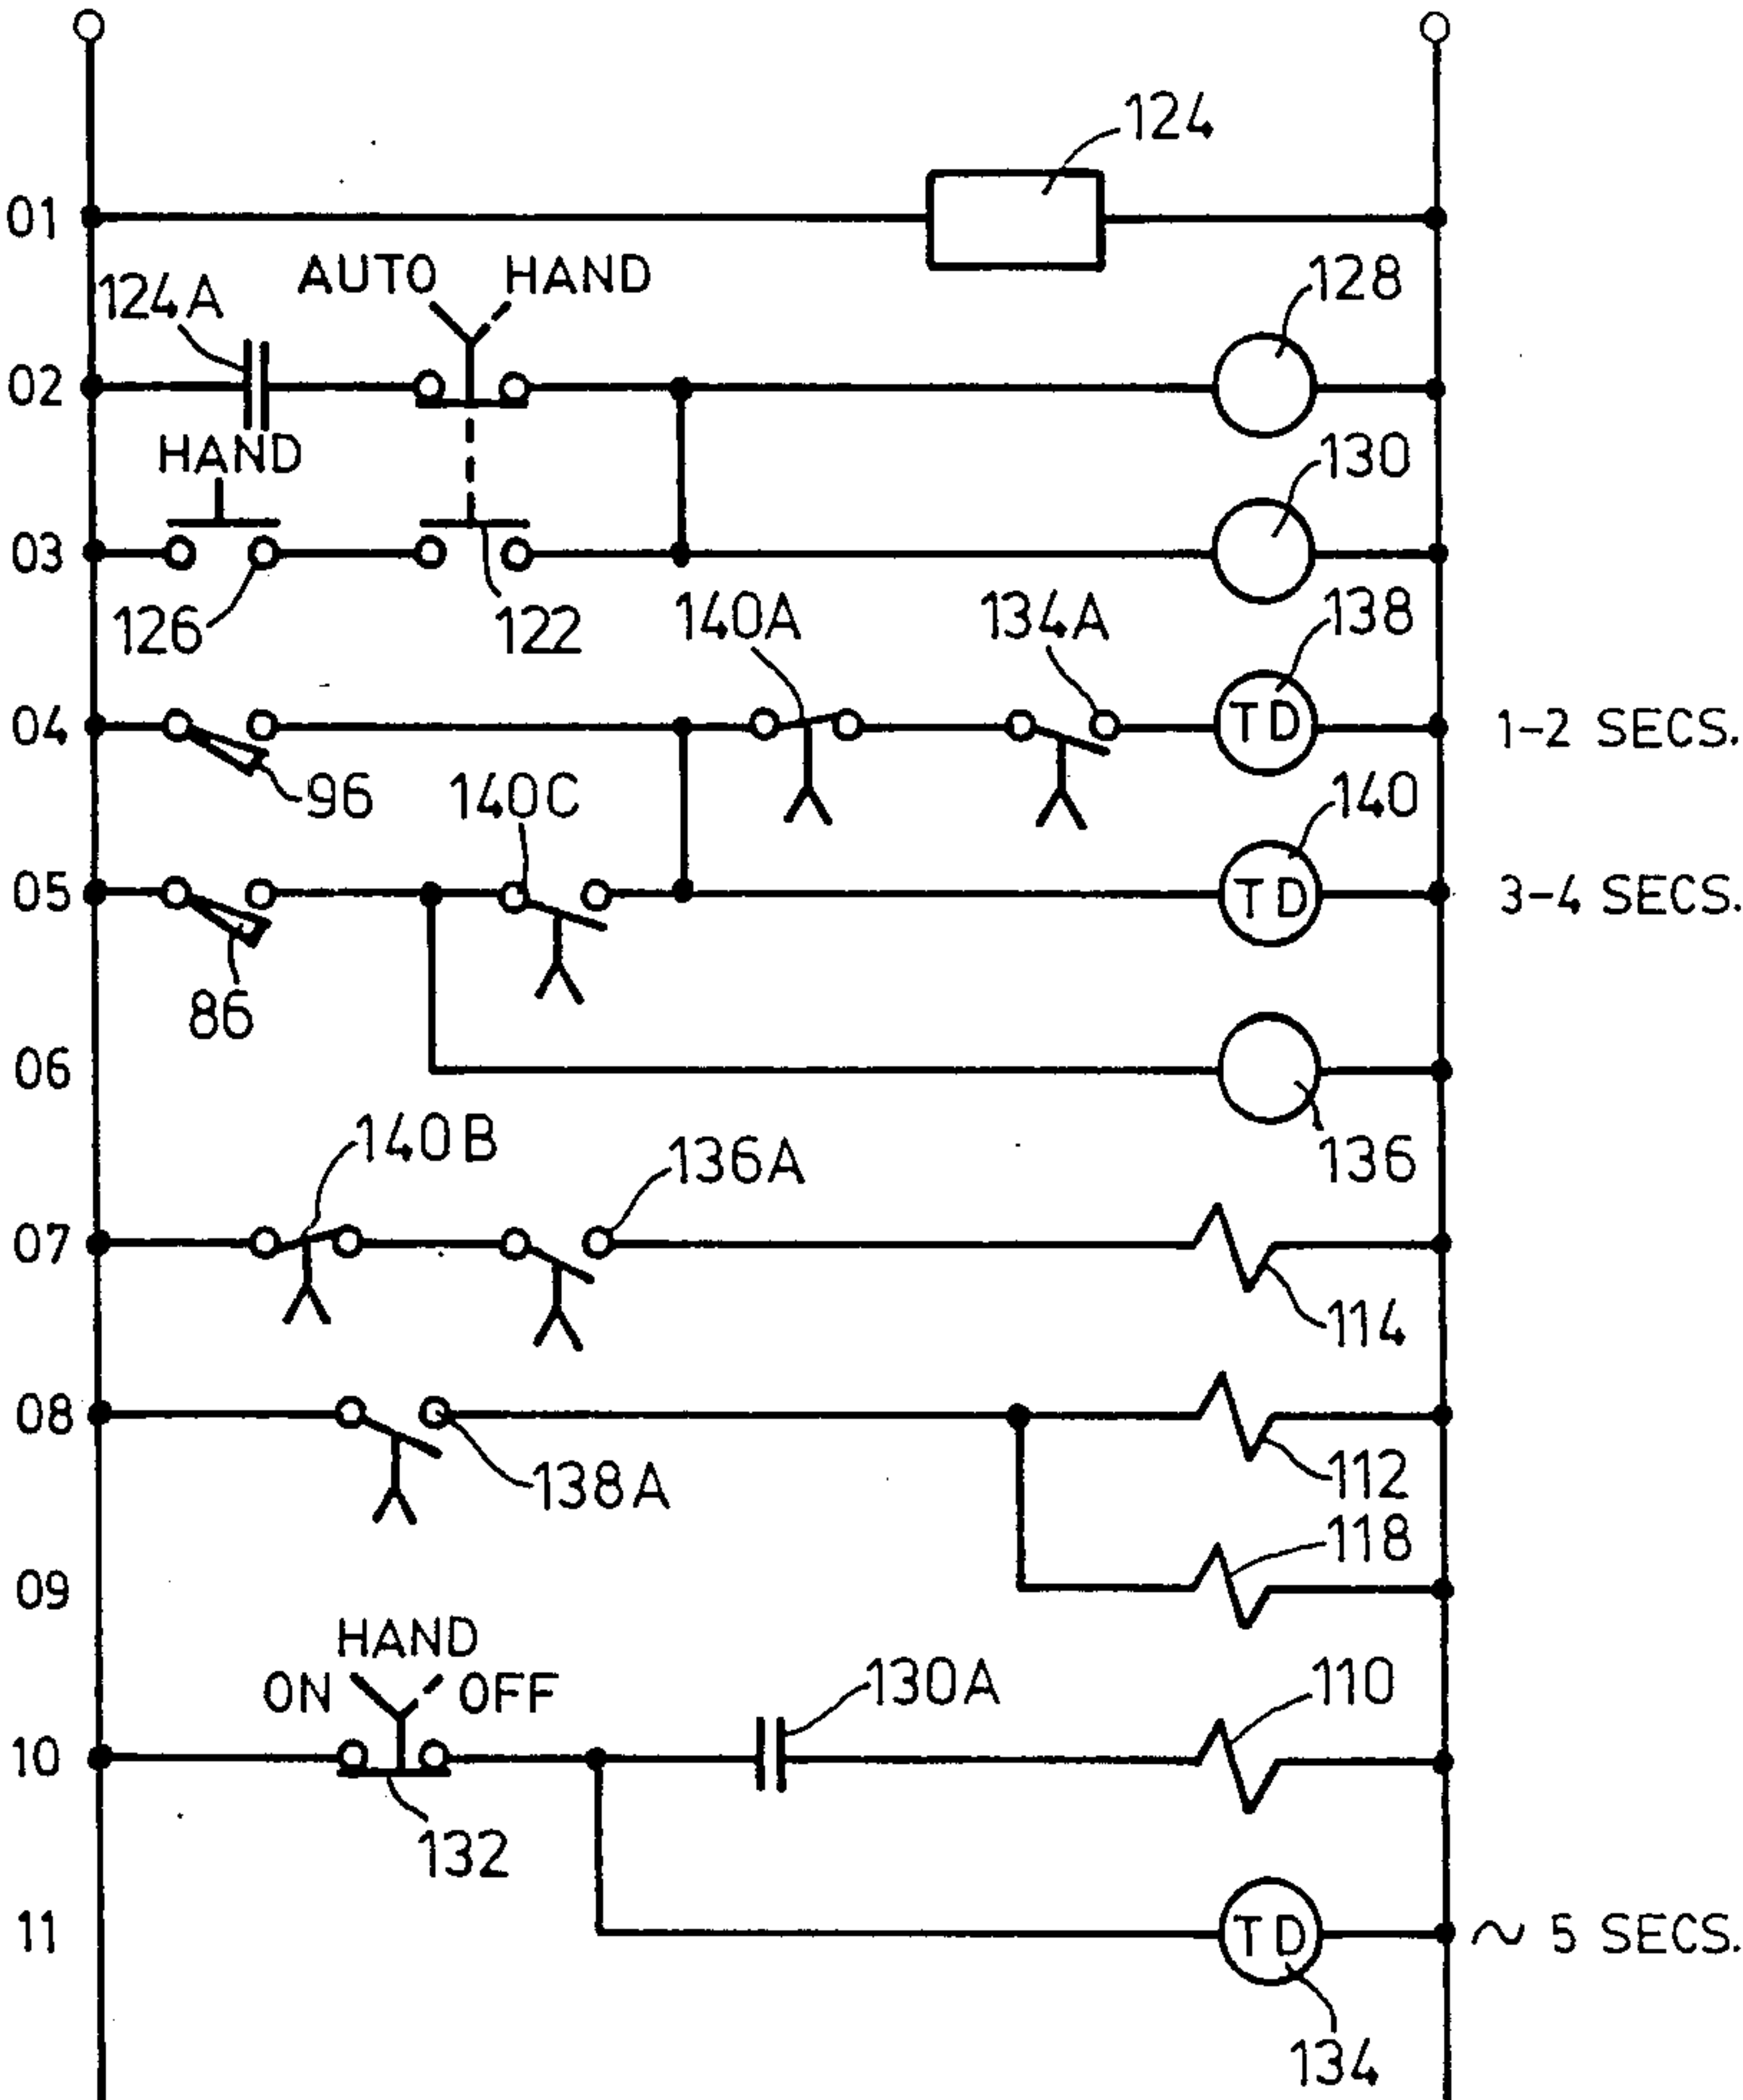 124
01
AUTO HAND
124A
128
02
HAND
130
03
126
122
140A
134A
138
04
TD
1-2 SECS.
96
140C
140
05
TD
3-4 SECS.
86
06
136
140B
136A
07
114
08
138A
112
118
09
HAND
ON OFF
130A
110
10
132
11
TD
~ 5 SECS.
134